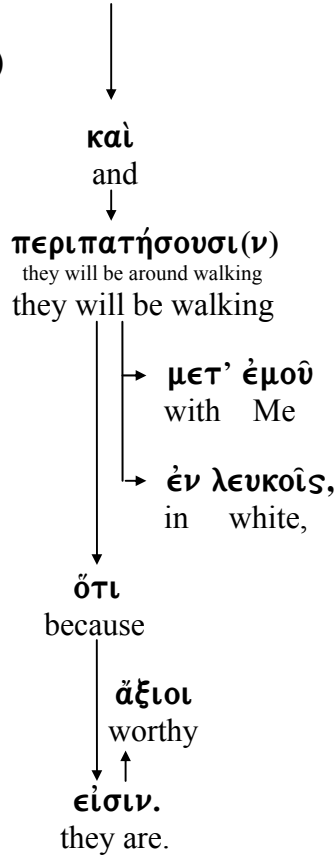 )
καὶ
and
περιπατήσουσι(ν)
they will be around walking
they will be walking
μετ’ ἐμοῦ
with Me
ἐν λευκοῖς,
in white,
ὅτι
because
ἄξιοι
worthy
εἰσιν.
they are.